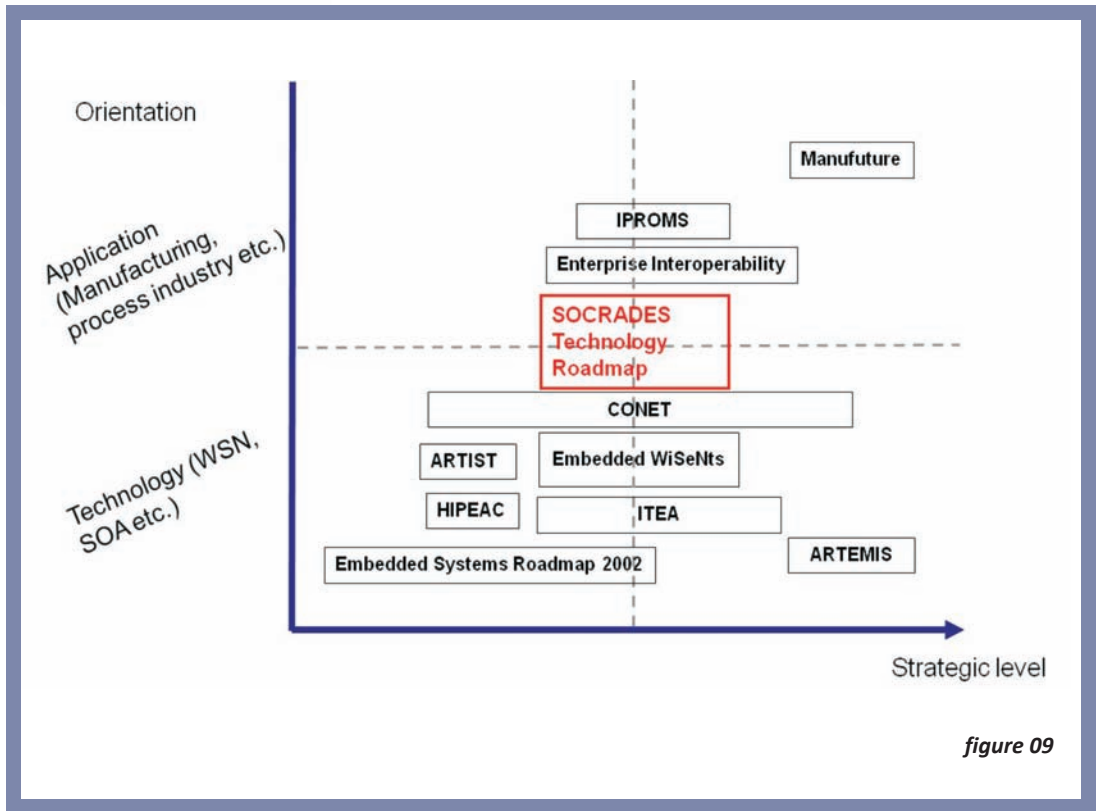 Orientation
Manufuture
IPROMS
Application
(Manufacturing,
process industry etc.)
Enterprise Interoperability
SOCRADES
Technology
Roadmap
CONET
Technology (WSN,
SOA etc.)
ARTIST
Embedded WiSeNts
HIPEAC
ITEA
Embedded Systems Roadmap 2002
ARTEMIS
Strategic level
figure 09